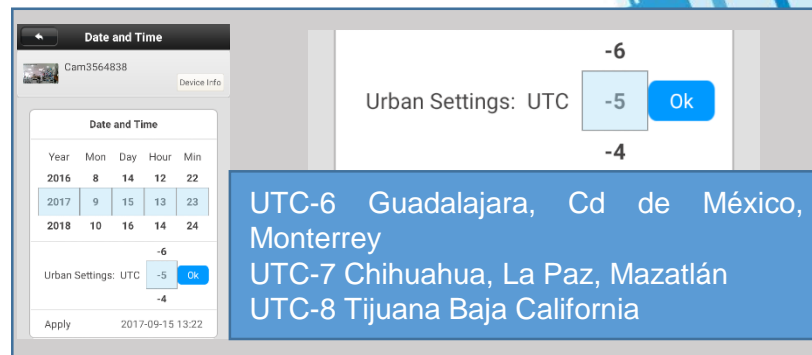 Date and Time
Cam3564838
Device Info
Date and Time
Year Mon Day Hour Min
2016 8 14 12 22
2017 9 15 13 23
2018 10 16 14 24
-6
Urban Settings: UTC -5 Ok
-4
Apply 2017-09-15 13:22
-6
Urban Settings: UTC -5 Ok
-4
UTC-6 Guadalajara, Cd de México,
Monterrey
UTC-7 Chihuahua, La Paz, Mazatlán
UTC-8 Tijuana Baja California